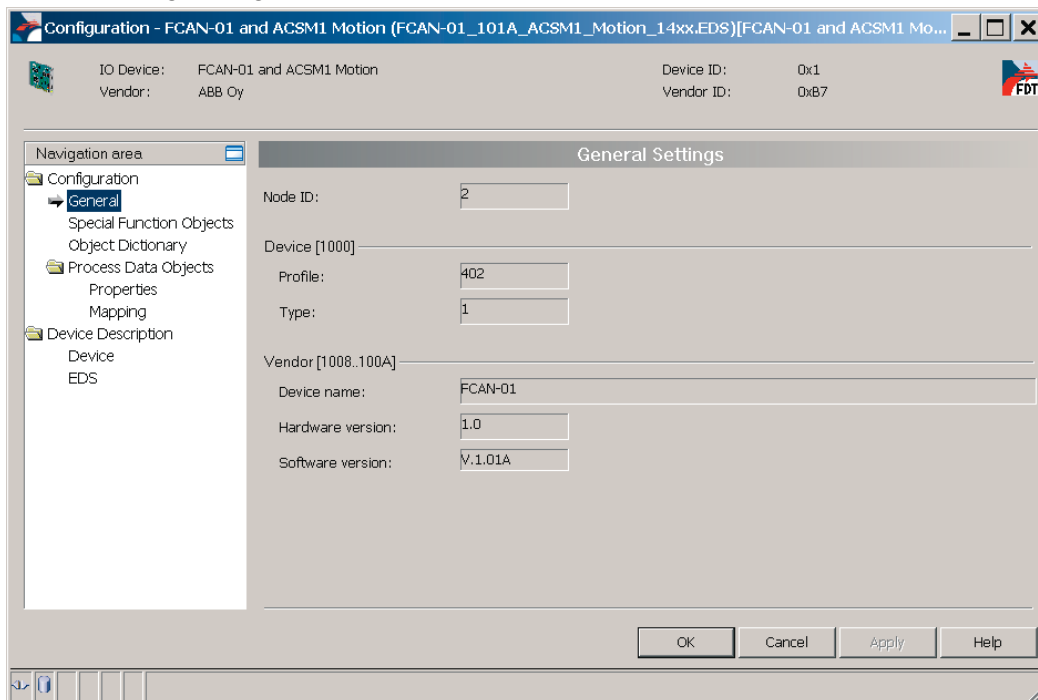 Configuration - FCAN-01 and ACSM1 Motion (FCAN-01_101A_ACSM1_Motion_14xx.EDS)[FCAN-01 and ACSM1 Mo...
IO Device: FCAN-01 and ACSM1 Motion Device ID: 0x1
Vendor: ABB Oy Vendor ID: 0xB7
FDT
Navigation area
Configuration
General
Special Function Objects
Object Dictionary
Process Data Objects
Properties
Mapping
Device Description
Device
EDS
General Settings
Node ID: 2
Device [1000]
Profile: 402
Type: 1
Vendor [1008..100A]
Device name: FCAN-01
Hardware version: 1.0
Software version: V.1.01A
OK Cancel Apply Help